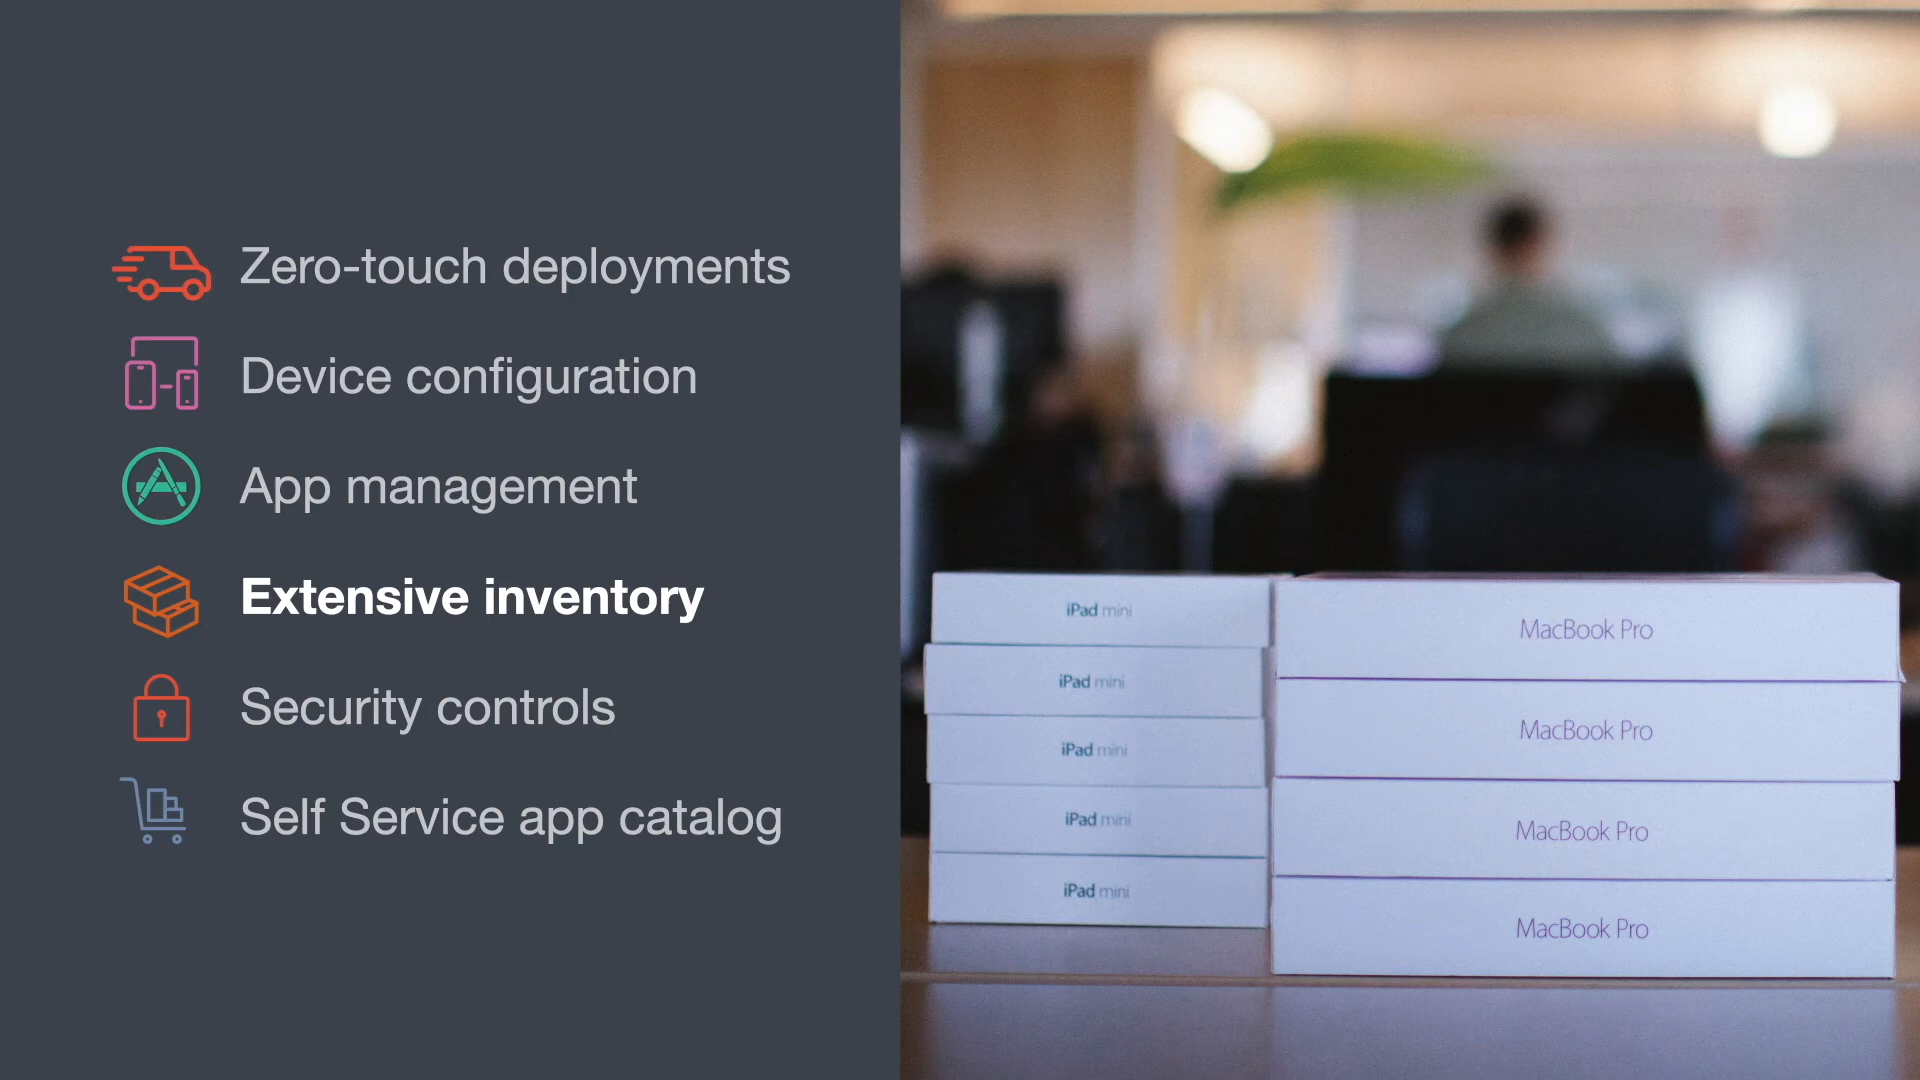 Zero-touch deployments
Device configuration
App management
Extensive inventory
Security controls
Self Service app catalog
iPad mini
iPad mini
iPad mini
iPad mini
iPad mini
MacBook Pro
MacBook Pro
MacBook Pro
MacBook Pro